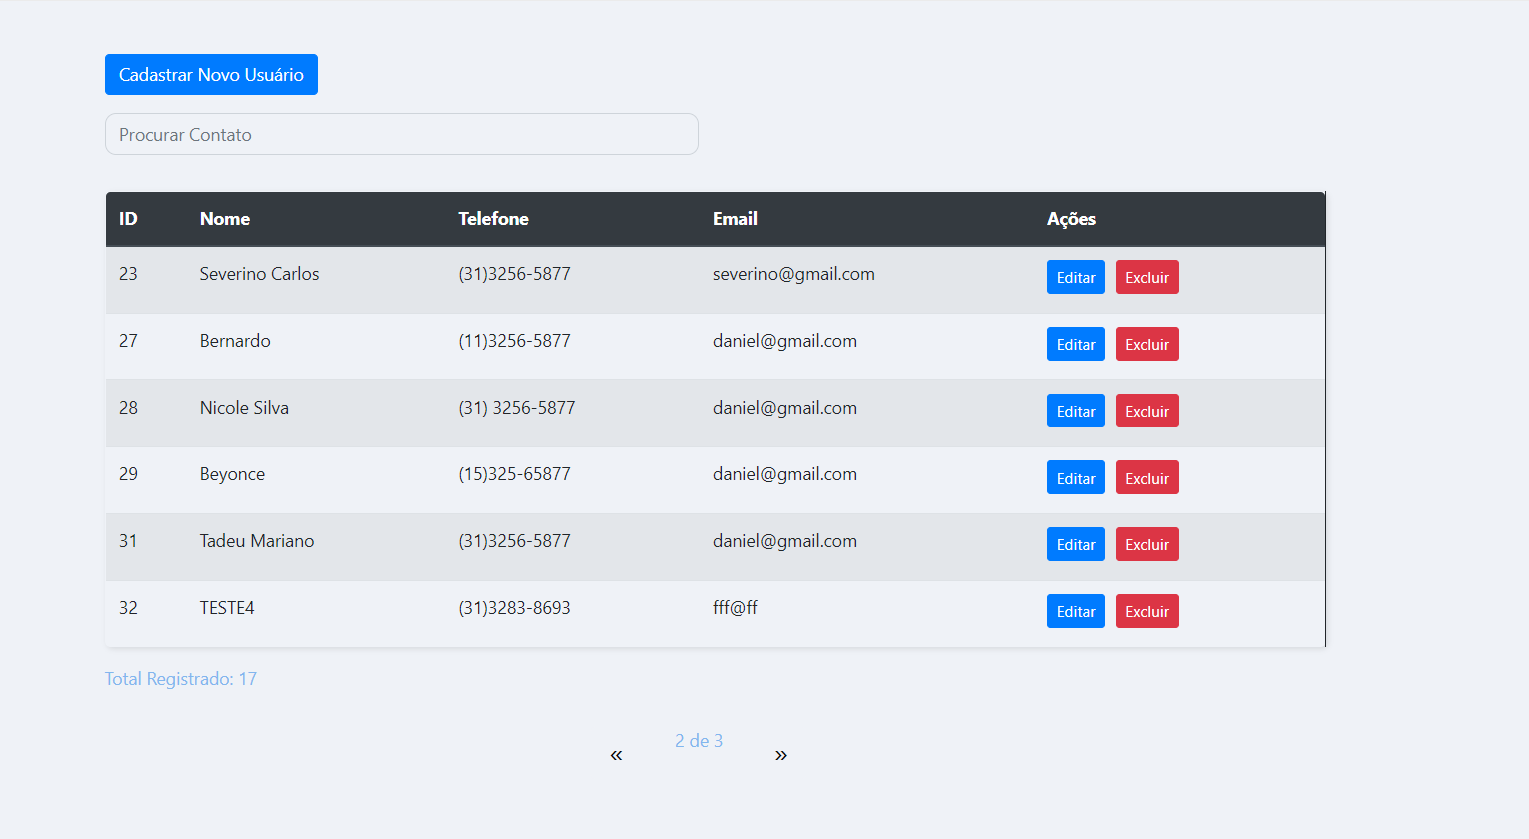 Cadastrar Novo Usuário
Procurar Contato
ID Nome Telefone Email Ações
23 Severino Carlos (31)3256-5877 severino@gmail.com Editar Excluir
27 Bernardo (11)3256-5877 daniel@gmail.com Editar Excluir
28 Nicole Silva (31) 3256-5877 daniel@gmail.com Editar Excluir
29 Beyonce (15)325-65877 daniel@gmail.com Editar Excluir
31 Tadeu Mariano (31)3256-5877 daniel@gmail.com Editar Excluir
32 TESTE4 (31)3283-8693 fff@ff Editar Excluir
Total Registrado: 17
« 2 de 3 »